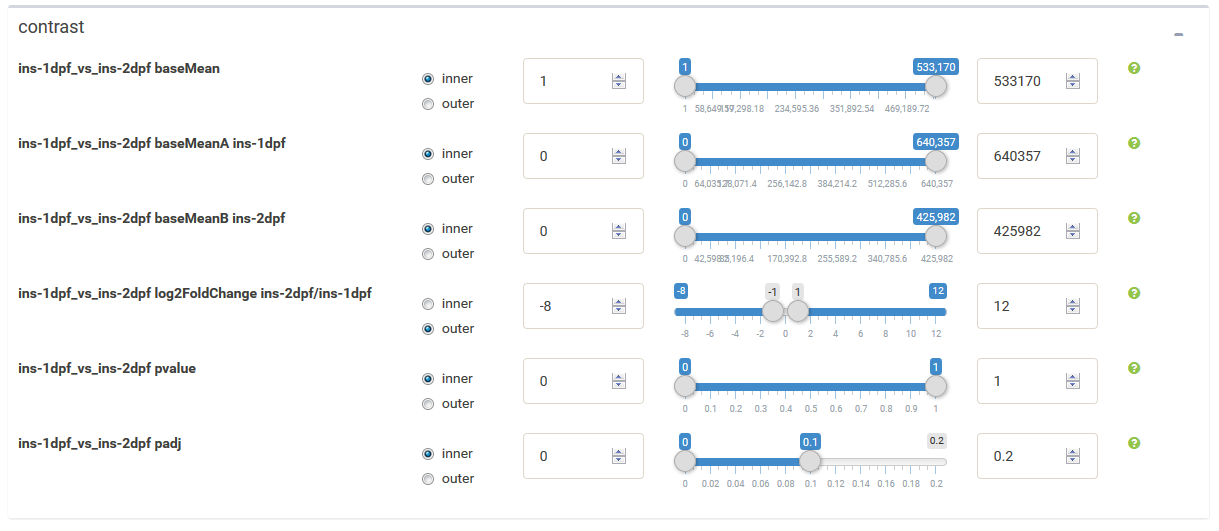 contrast
ins-1dpf_vs_ins-2dpf baseMean
inner
outer
1
1
533,170
1 58,649.59 117,298.18 234,595.36 351,892.54 469,189.72
533170
ins-1dpf_vs_ins-2dpf baseMeanA ins-1dpf
inner
outer
0
0
640,357
0 128,071.4 256,142.8 384,214.2 512,285.6 640,357
640357
ins-1dpf_vs_ins-2dpf baseMeanB ins-2dpf
inner
outer
0
0
425,982
0 85,196.4 170,392.8 255,589.2 340,785.6 425,982
425982
ins-1dpf_vs_ins-2dpf log2FoldChange ins-2dpf/ins-1dpf
inner
outer
-8
-8 -1 1 12
-8 -6 -4 -2 0 2 4 6 8 10 12
12
ins-1dpf_vs_ins-2dpf pvalue
inner
outer
0
0 1
0 0.1 0.2 0.3 0.4 0.5 0.6 0.7 0.8 0.9 1
1
ins-1dpf_vs_ins-2dpf padj
inner
outer
0
0 0.1 0.2
0 0.02 0.04 0.06 0.08 0.1 0.12 0.14 0.16 0.18 0.2
0.2